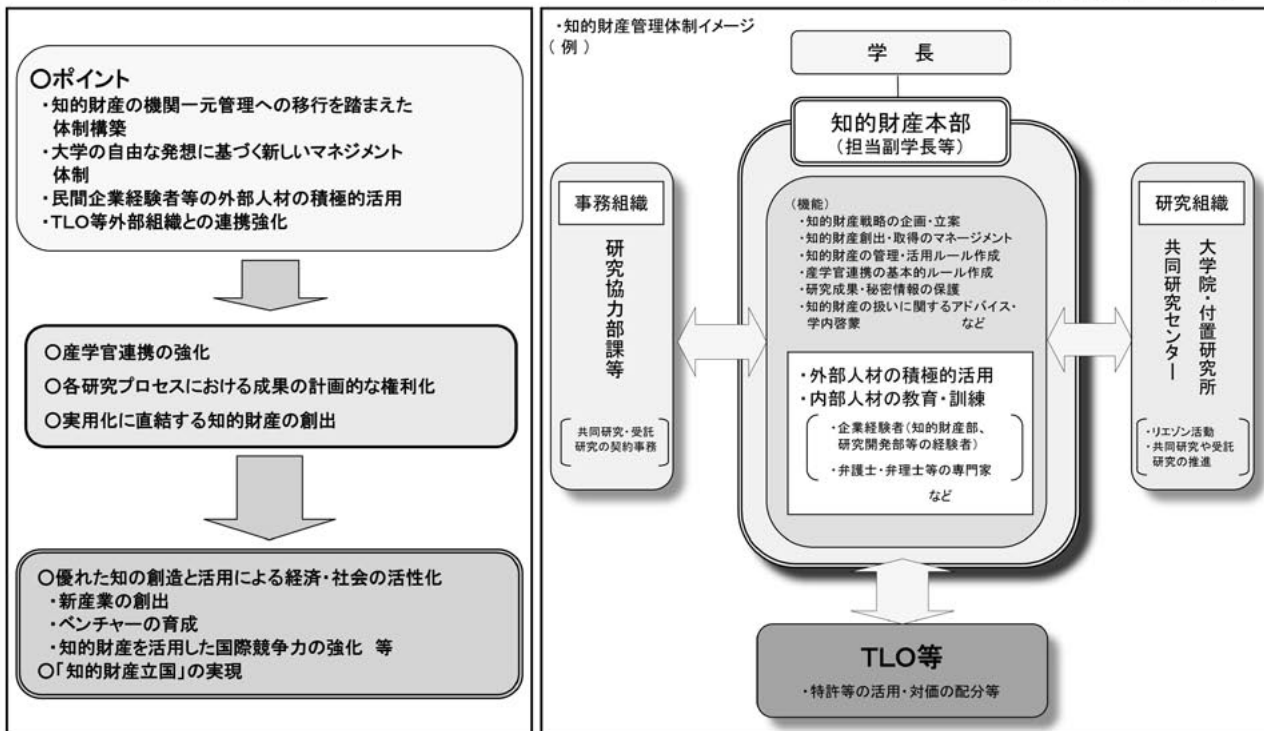 ○ポイント
・知的財産の機関一元管理への移行を踏まえた
体制構築
・大学の自由な発想に基づく新しいマネジメント
体制
・民間企業経験者等の外部人材の積極的活用
・TLO等外部組織との連携強化
○産学官連携の強化
○各研究プロセスにおける成果の計画的な権利化
○実用化に直結する知的財産の創出
○優れた知の創造と活用による経済・社会の活性化
・新産業の創出
・ベンチャーの育成
・知的財産を活用した国際競争力の強化 等
○「知的財産立国」の実現
・知的財産管理体制イメージ
(例)
学 長
知的財産本部
(担当副学長等)
事務組織
研究協力部課等
共同研究・受託
研究の契約事務
(機能)
・知的財産戦略の企画・立案
・知的財産創出・取得のマネージメント
・知的財産の管理・活用ルール作成
・産学官連携の基本的ルール作成
・研究成果・秘密情報の保護
・知的財産の扱いに関するアドバイス・
学内啓蒙 など
・外部人材の積極的活用
・内部人材の教育・訓練
・企業経験者(知的財産部、
研究開発部等の経験者)
・弁護士・弁理士等の専門家
など
研究組織
大学院・付置研究所
共同研究センター
・リエゾン活動
・共同研究や受託
研究の推進
TLO等
・特許等の活用・対価の配分等